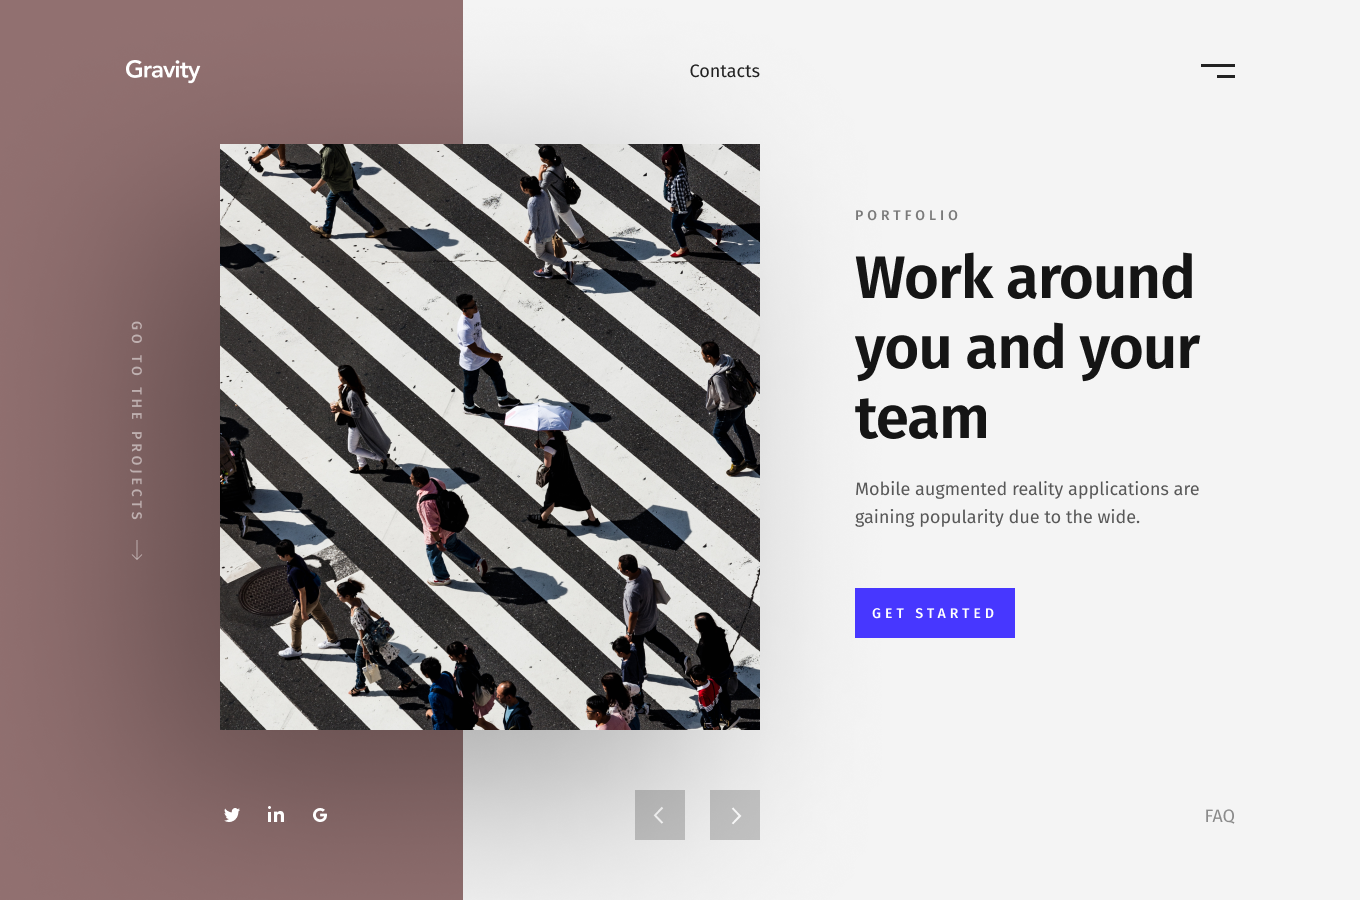 Gravity
Contacts
PORTFOLIO
Work around
you and your
team
Mobile augmented reality applications are
gaining popularity due to the wide.
GET STARTED
GO TO THE PROJECTS
FAQ